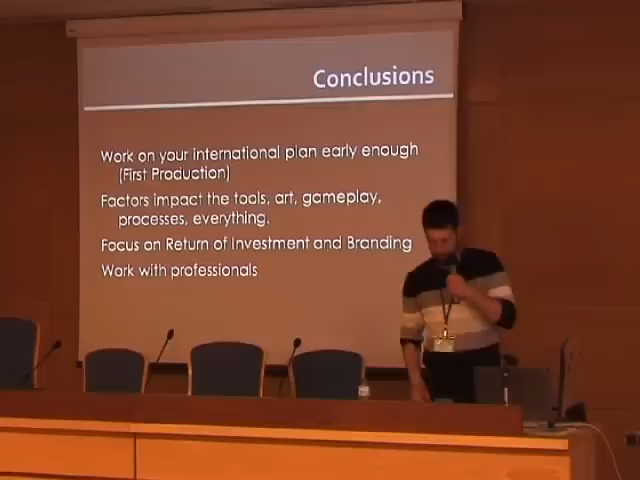 Conclusions
Work on your international plan early enough
(First Production)
Factors impact the tools, art, gameplay,
processes, everything.
Focus on Return of Investment and Branding
Work with professionals